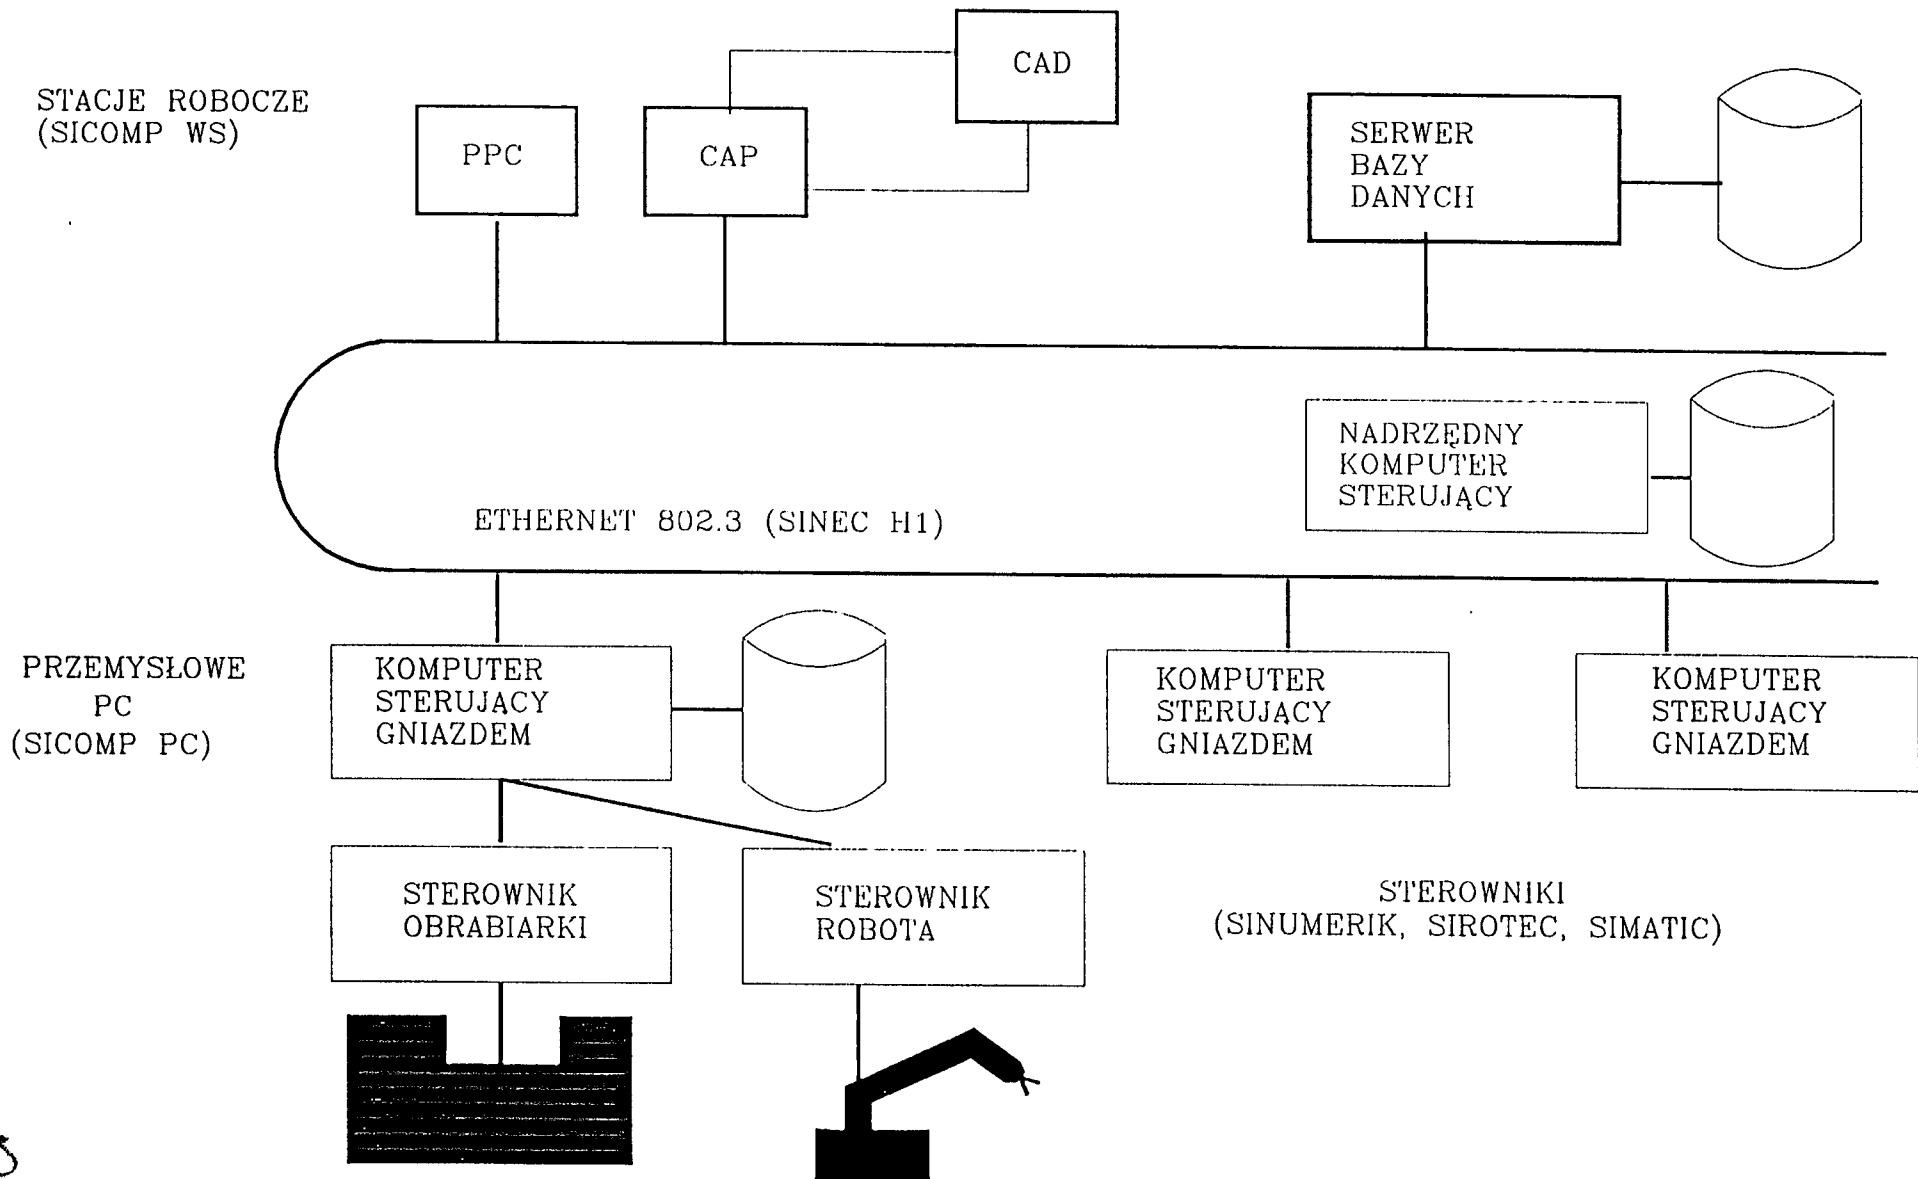 CAD
STACJE ROBOCZE
(SICOMP WS)
PPC
CAP
SERWER
BAZY
DANYCH
NADRZĘDNY
KOMPUTER
STERUJĄCY
ETHERNET 802.3 (SINEC H1)
PRZEMYSŁOWE
PC
(SICOMP PC)
KOMPUTER
STERUJĄCY
GNIAZDEM
KOMPUTER
STERUJĄCY
GNIAZDEM
KOMPUTER
STERUJĄCY
GNIAZDEM
STEROWNIK
OBRABIARKI
STEROWNIK
ROBOTA
STEROWNIKI
(SINUMERIK, SIROTEC, SIMATIC)